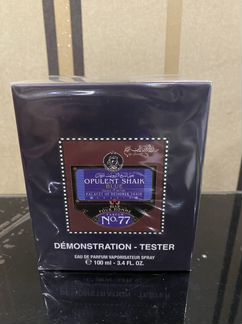 OPULENT SHAIK
BLUE
POUR HOMME
No. 77
DÉMONSTRATION - TESTER
EAU DE PARFUM VAPORISATEUR SPRAY
℮ 100 ml - 3.4 FL. OZ.